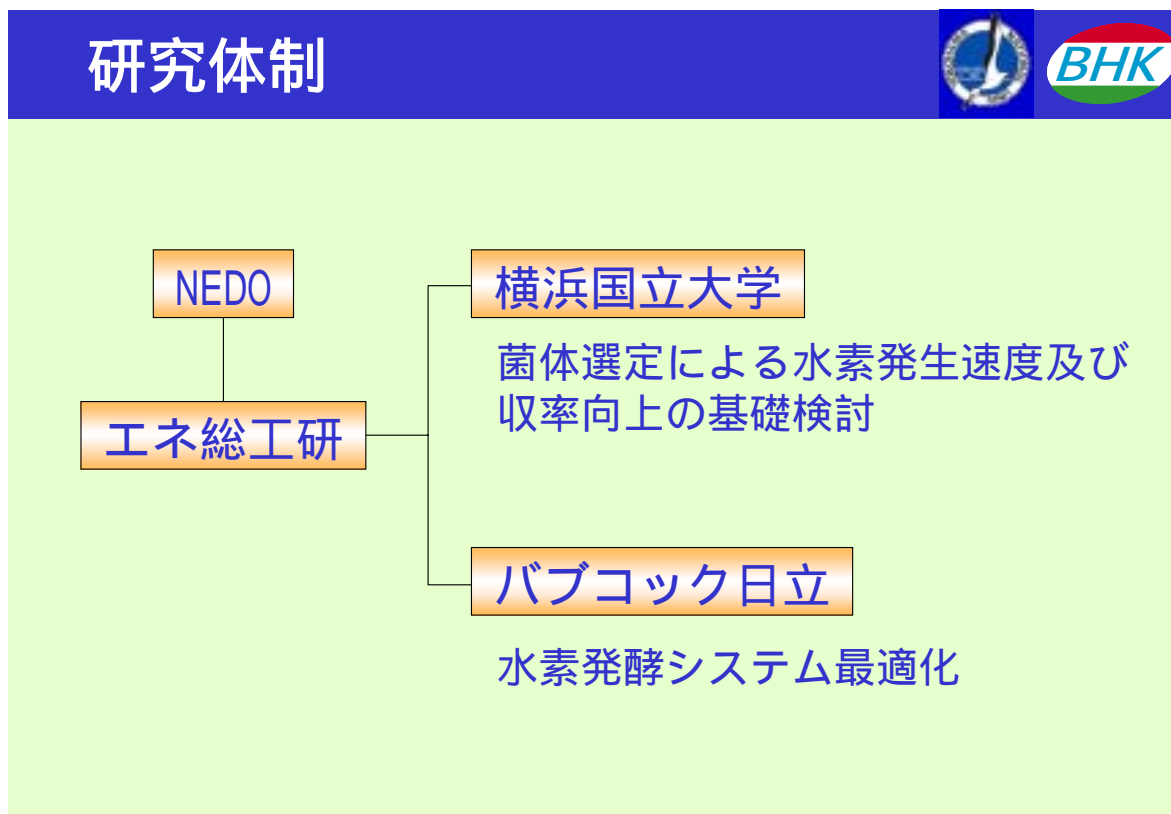 研究体制
BHK
NEDO
エネ総工研
横浜国立大学
菌体選定による水素発生速度及び
収率向上の基礎検討
バブコック日立
水素発酵システム最適化